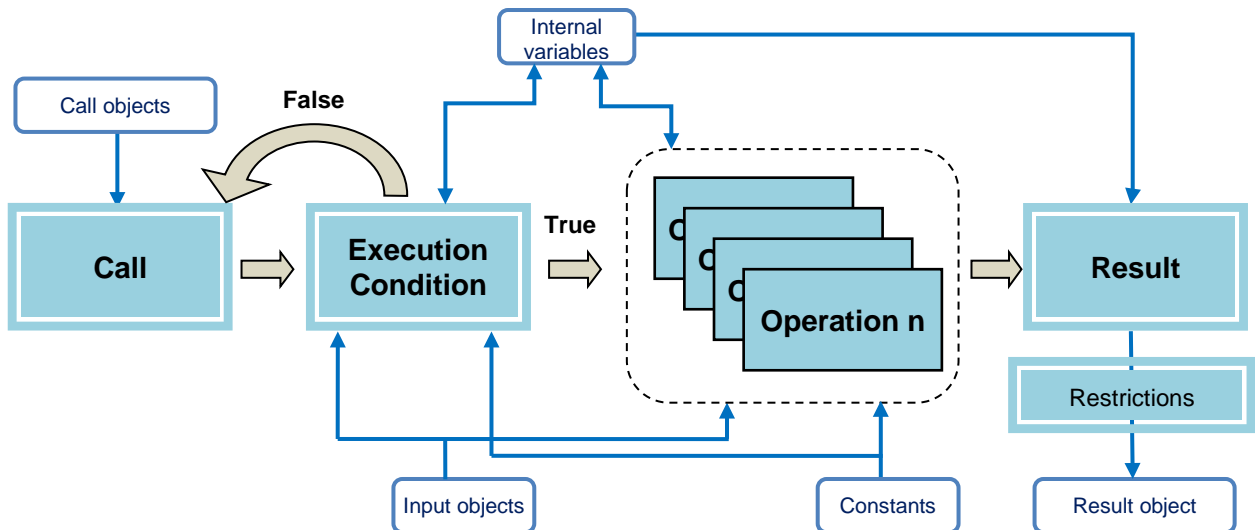 Internal
variables
Call objects
False
True
Call
Execution
Condition
O
O
O
Operation n
Result
Restrictions
Input objects
Constants
Result object